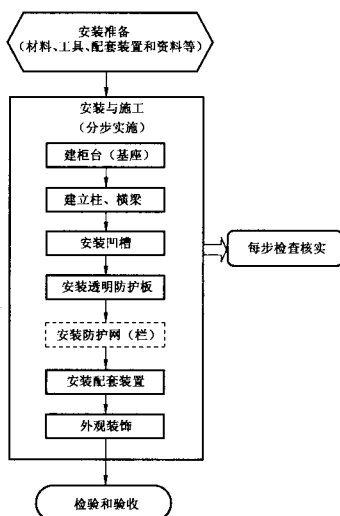 安装准备
（材料、工具、配套装置和资料等）
安装与施工
（分步实施）
建柜台（基座）
建立柱、横梁
安装凹槽
每步检查核实
安装透明防护板
安装防护网（栏）
安装配套装置
外观装饰
检验和验收